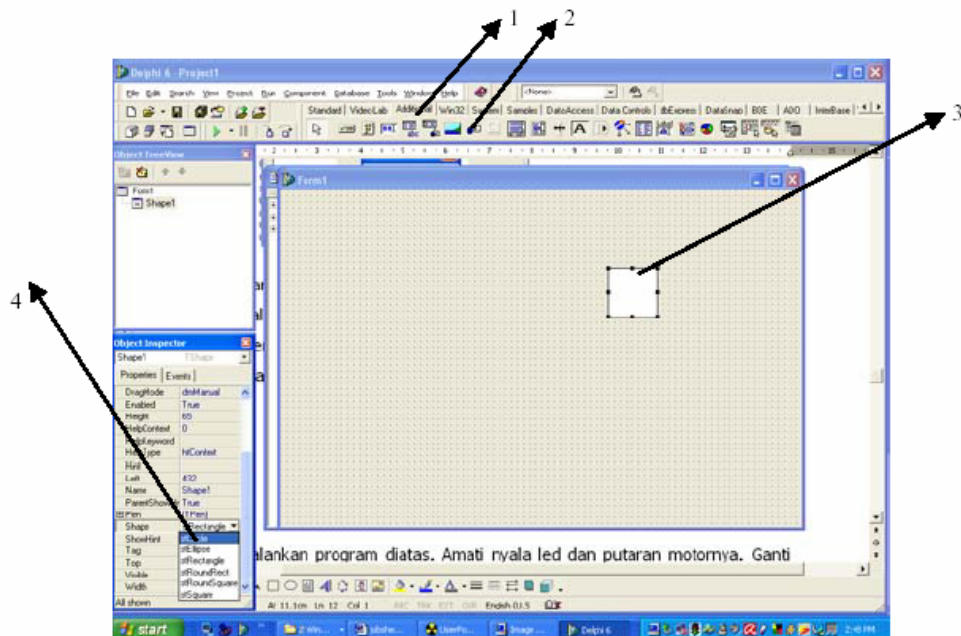 1
2
3
4
Delphi 6 - Project1
File Edit Search View Project Run Component Database Tools Window Help
<None>
Standard VideoLab Additional Win32 System Samples DataAccess Data Controls dbExpress DataSnap BDE ADO InterBase
Object TreeView
Form1
Shape1
Form1
Object Inspector
Shape1 TShape
Properties Events
DragMode dmManual
Enabled True
Height 65
HelpContext 0
HelpKeyword
HelpType htContext
Hint
Left 432
Name Shape1
True
Pen (TPen)
Shape
ShowHint
Tag
Top
Visible
Width
stEllipse
stRectangle
stRoundRect
stRoundSquare
stSquare
All shown
alankan program diatas. Amati nyala led dan putaran motornya. Ganti
At 11.1cm Ln 12 Col 1 REC TRK EXT OVR English (U.S
start
2 Win...
Image ...
Delphi 6
2:48 PM